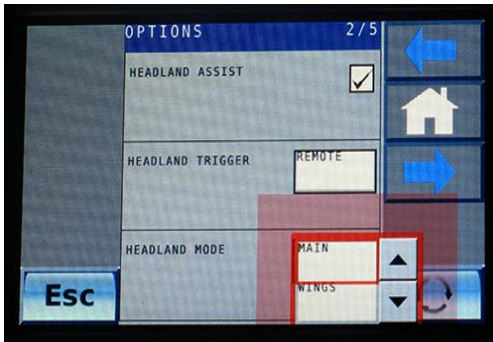 OPTIONS 2/5
HEADLAND ASSIST
HEADLAND TRIGGER REMOTE
HEADLAND MODE MAIN
WINGS
Esc